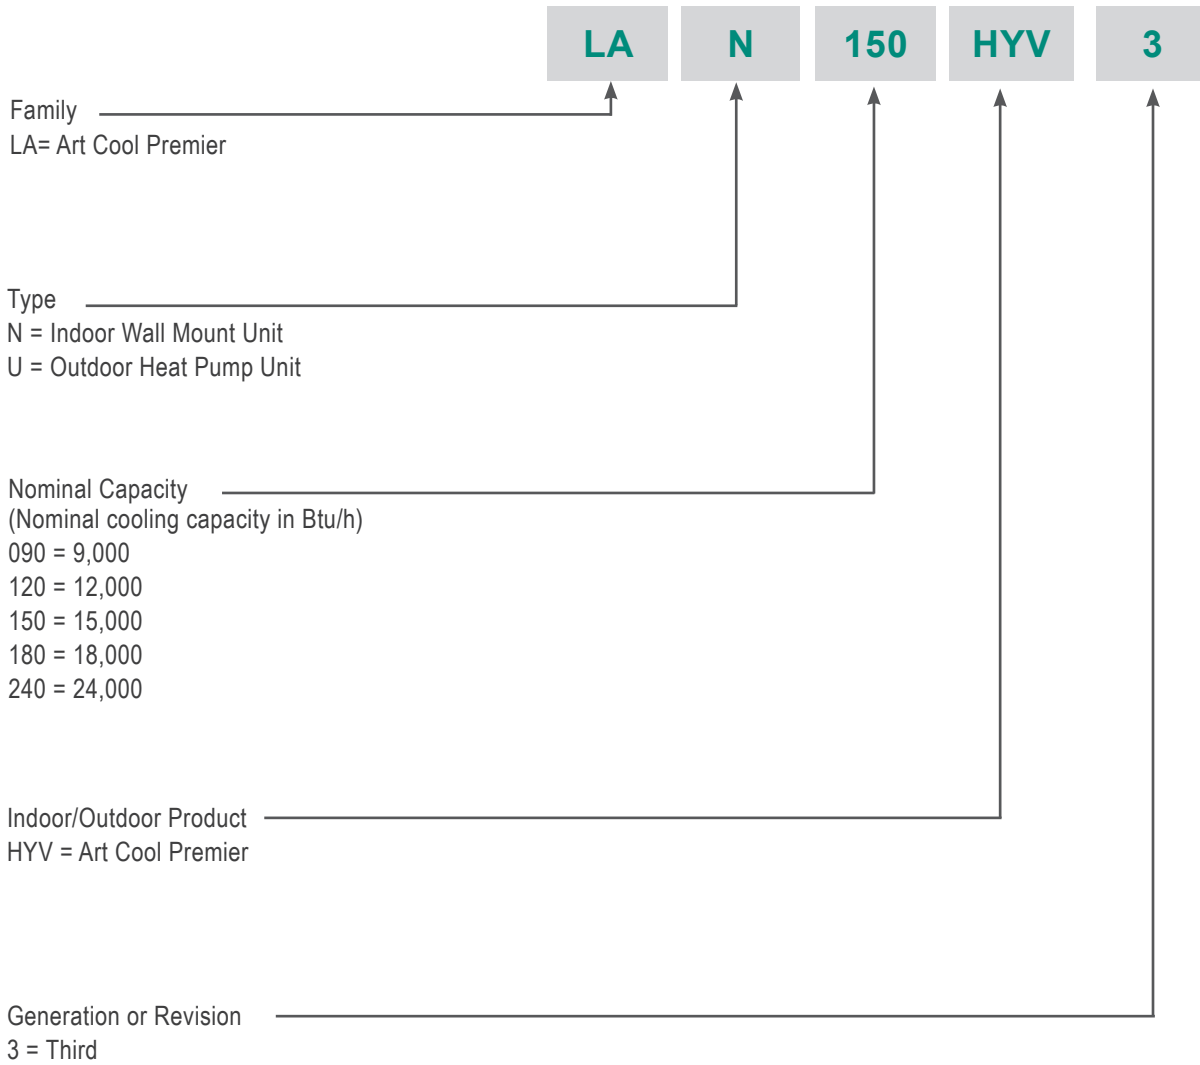 LA N 150 HYV 3
Family
LA= Art Cool Premier
Type
N = Indoor Wall Mount Unit
U = Outdoor Heat Pump Unit
Nominal Capacity
(Nominal cooling capacity in Btu/h)
090 = 9,000
120 = 12,000
150 = 15,000
180 = 18,000
240 = 24,000
Indoor/Outdoor Product
HYV = Art Cool Premier
Generation or Revision
3 = Third